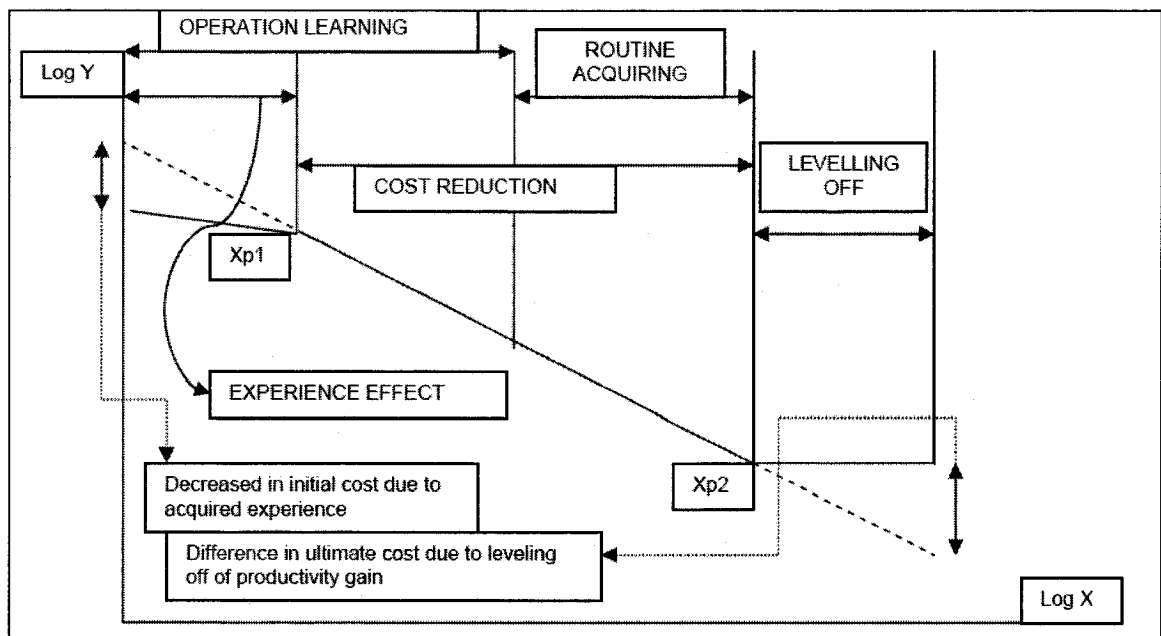 OPERATION LEARNING
Log Y
ROUTINE
ACQUIRING
LEVELLING
OFF
COST REDUCTION
Xp1
EXPERIENCE EFFECT
Decreased in initial cost due to
acquired experience
Xp2
Difference in ultimate cost due to leveling
off of productivity gain
Log X